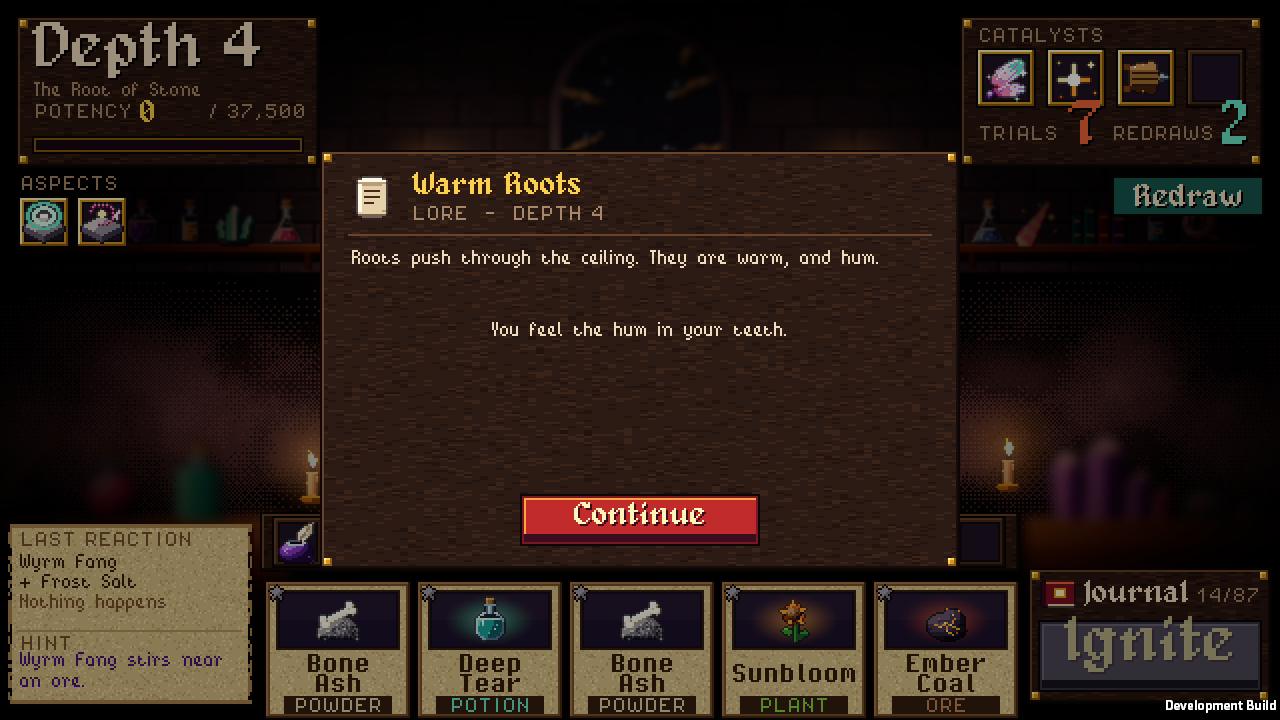 Depth 4
The Root of Stone
POTENCY 0 / 37,500
ASPECTS
CATALYSTS
TRIALS 7 REDRAWS 2
Redraw
Warm Roots
LORE - DEPTH 4
Roots push through the ceiling. They are warm, and hum.
You feel the hum in your teeth.
Continue
LAST REACTION
Wyrm Fang
+ Frost Salt
Nothing happens
HINT
Wyrm Fang stirs near
an ore.
Bone
Ash
POWDER
Deep
Tear
POTION
Bone
Ash
POWDER
Sunbloom
PLANT
Ember
Coal
ORE
Journal 14/87
Ignite
Development Build